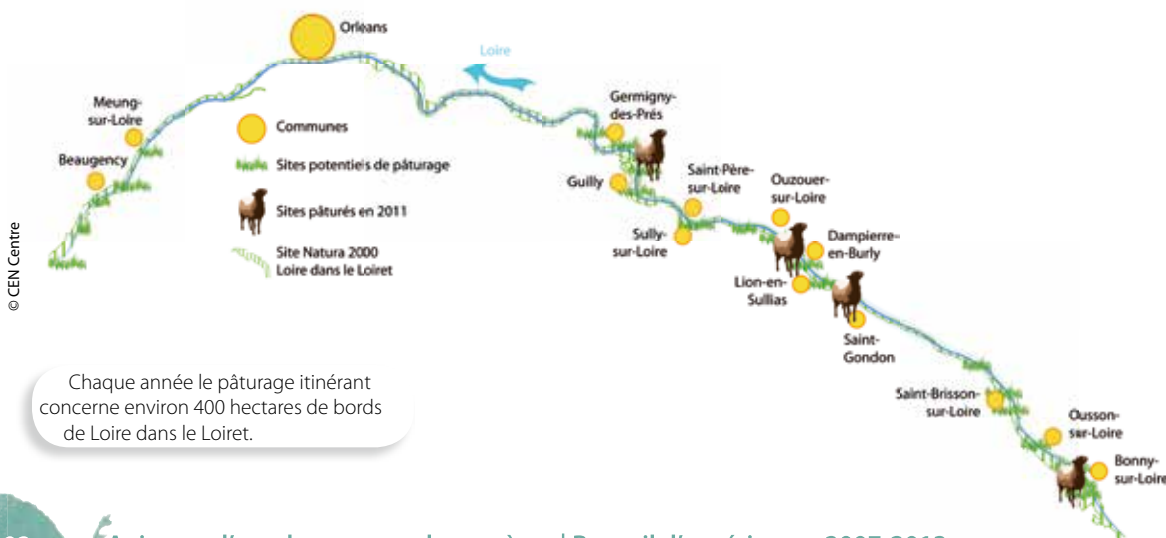 Orléans
Loire
Meung-
sur-Loire
Beaugency
Communes
Sites potentiels de pâturage
Sites pâturés en 2011
Site Natura 2000
Loire dans le Loiret
Germigny-
des-Prés
Guilly
Saint-Père-
sur-Loire
Sully-
sur-Loire
Ouzouer-
sur-Loire
Dampierre-
en-Burly
Lion-en-
Sullias
Saint-
Gondon
Saint-Brisson-
sur-Loire
Ousson-
sur-Loire
Bonny-
sur-Loire
© CEN Centre
Chaque année le pâturage itinérant
concerne environ 400 hectares de bords
de Loire dans le Loiret.